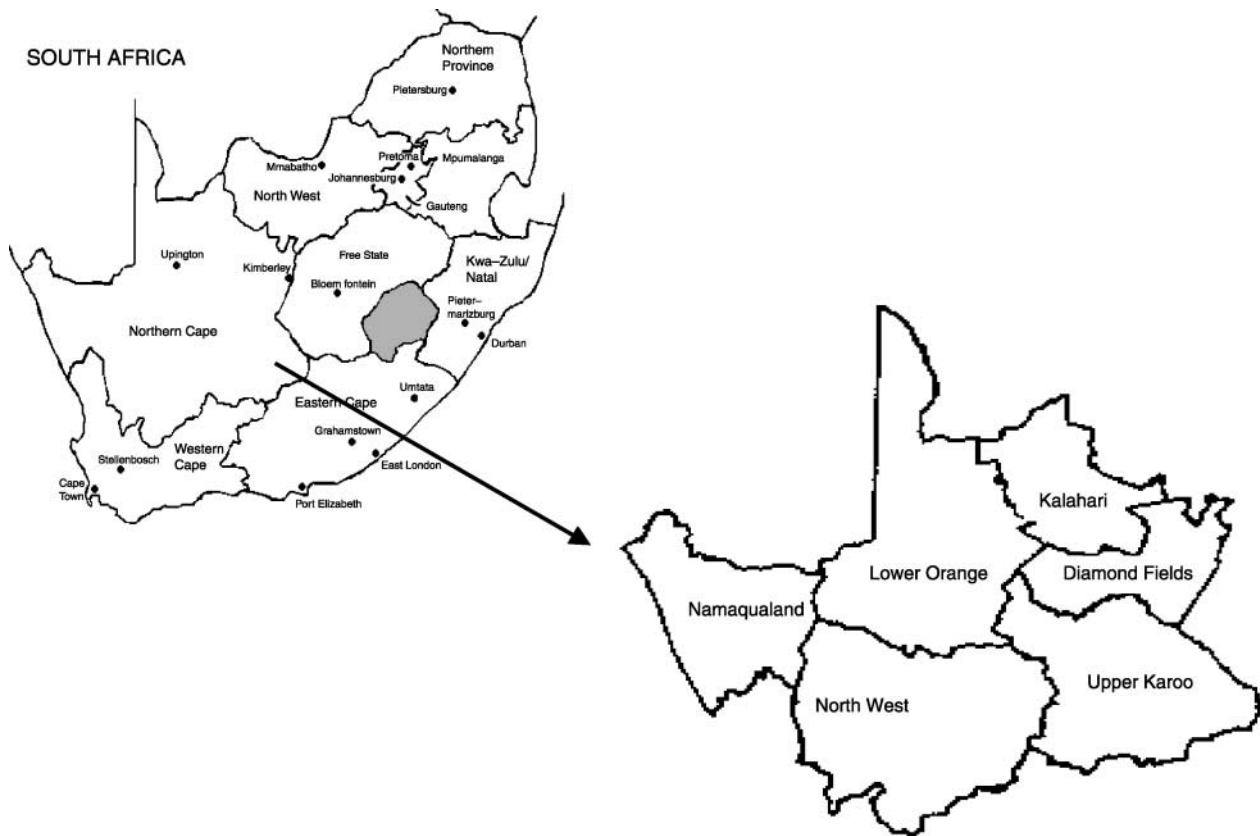 SOUTH AFRICA
Northern
Province
Pietersburg
Mmabatho
Pretoma
Mpumalanga
Johannesburg
North West
Gauteng
Upington
Kimberley
Free State
Kwa–Zulu/
Natal
Bloem fontein
Pieter-
marizburg
Northern Cape
Durban
Umtata
Eastern Cape
Grahamstown
Western
Cape
Stellenbosch
East London
Cape
Town
Port Elizabeth
Kalahari
Lower Orange
Diamond Fields
Namaqualand
Upper Karoo
North West